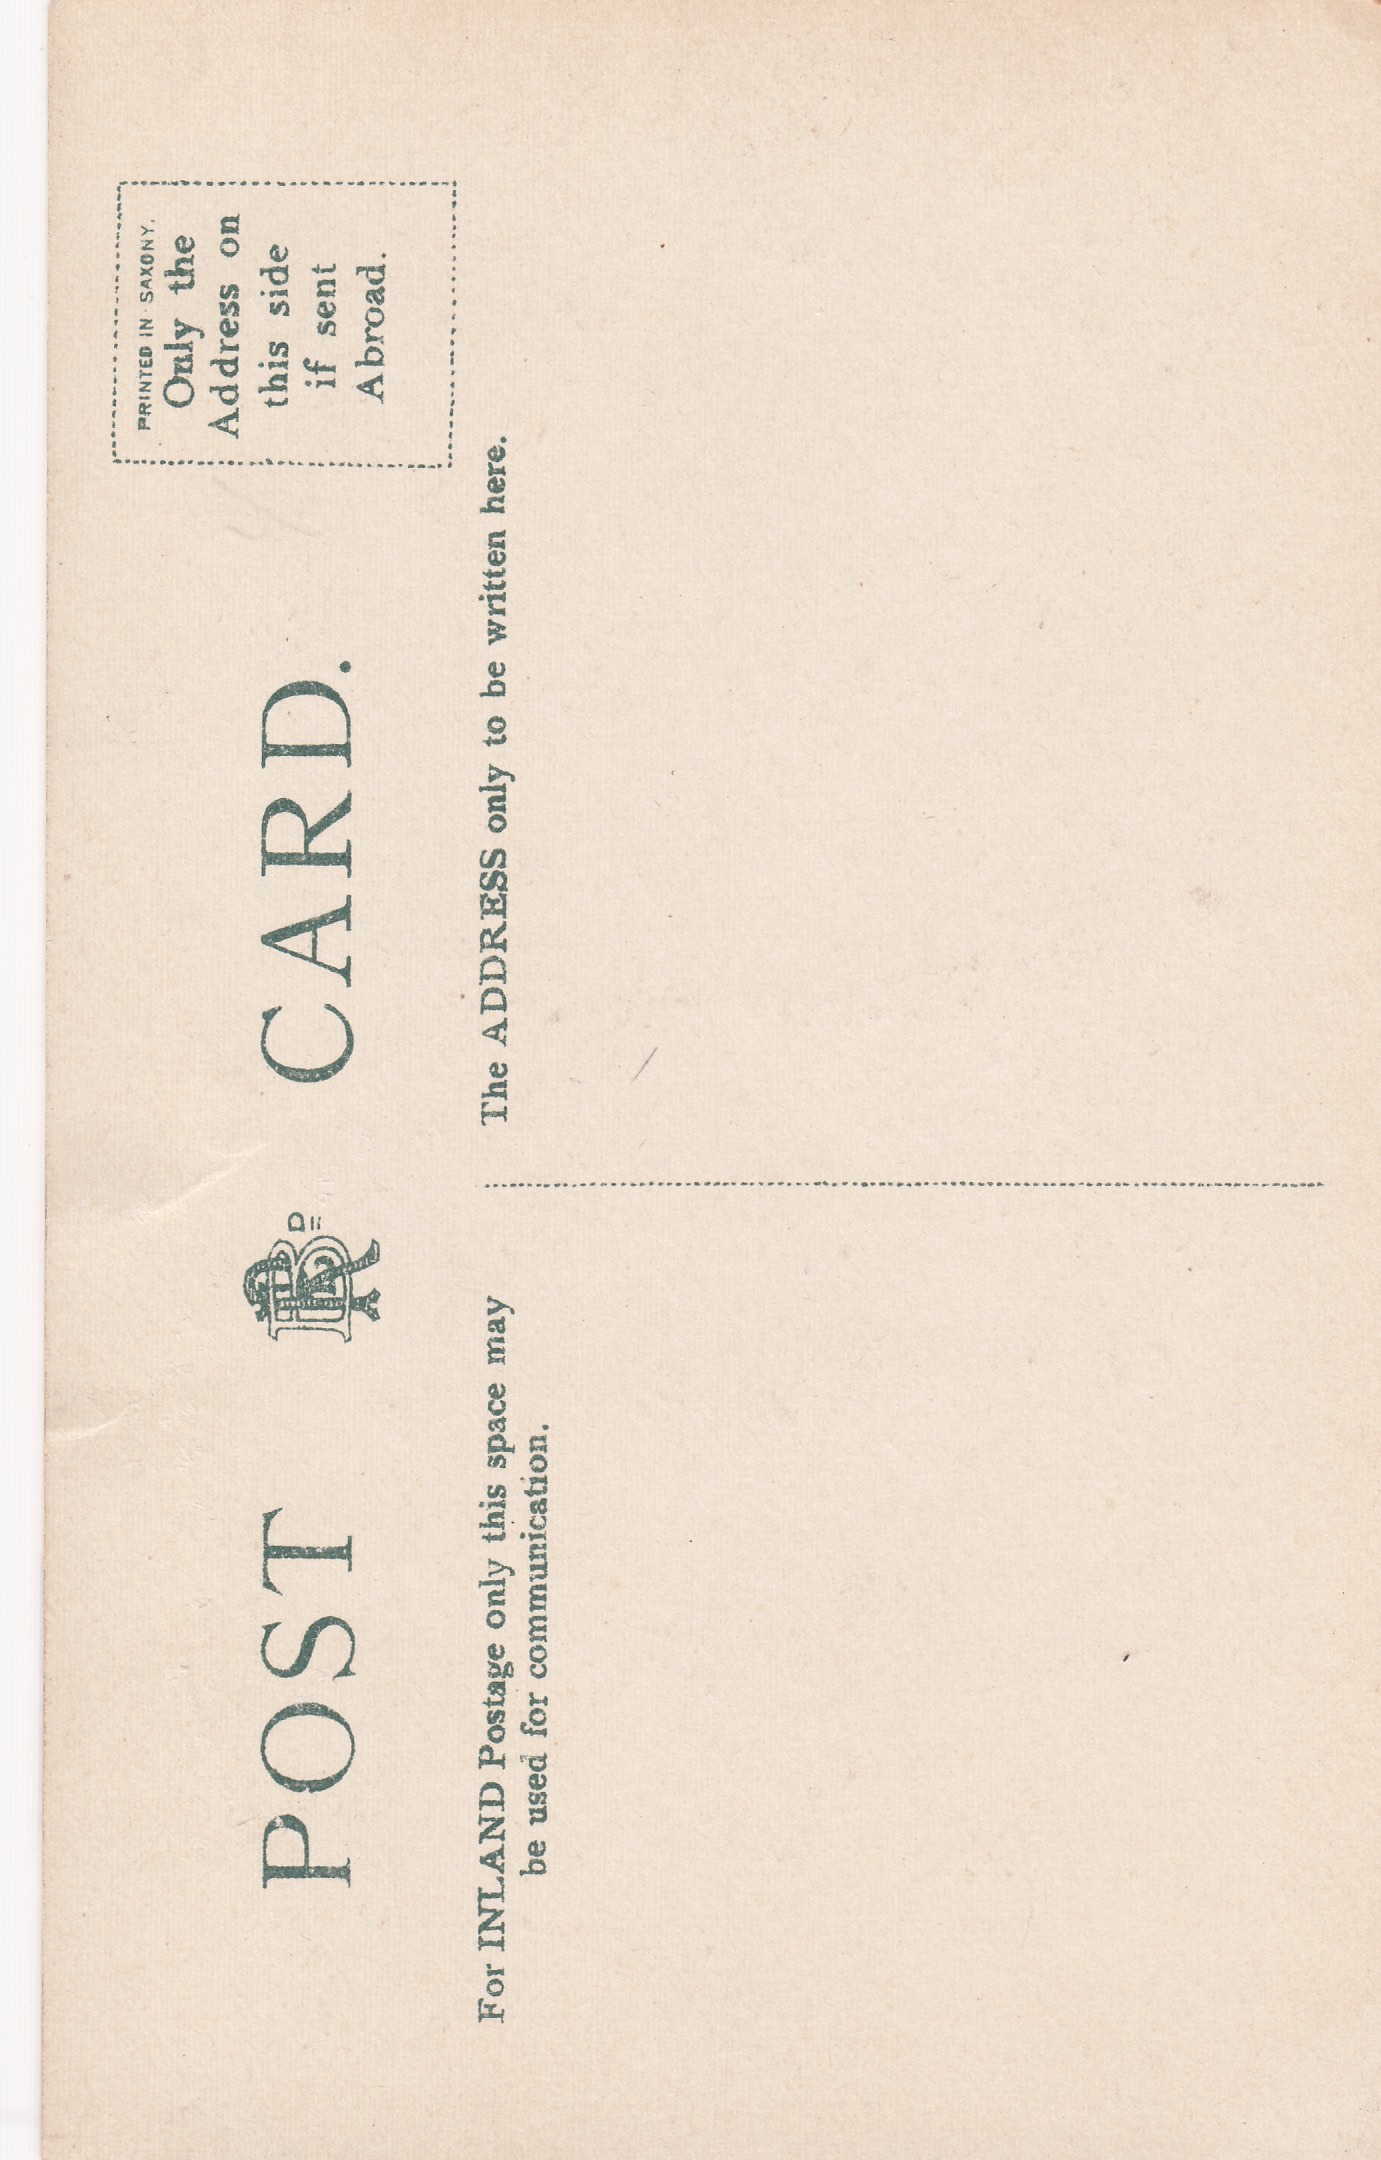 PRINTED IN SAXONY.
Only the
Address on
this side
if sent
Abroad.
POST CARD.
For INLAND Postage only this space may
be used for communication.
The ADDRESS only to be written here.